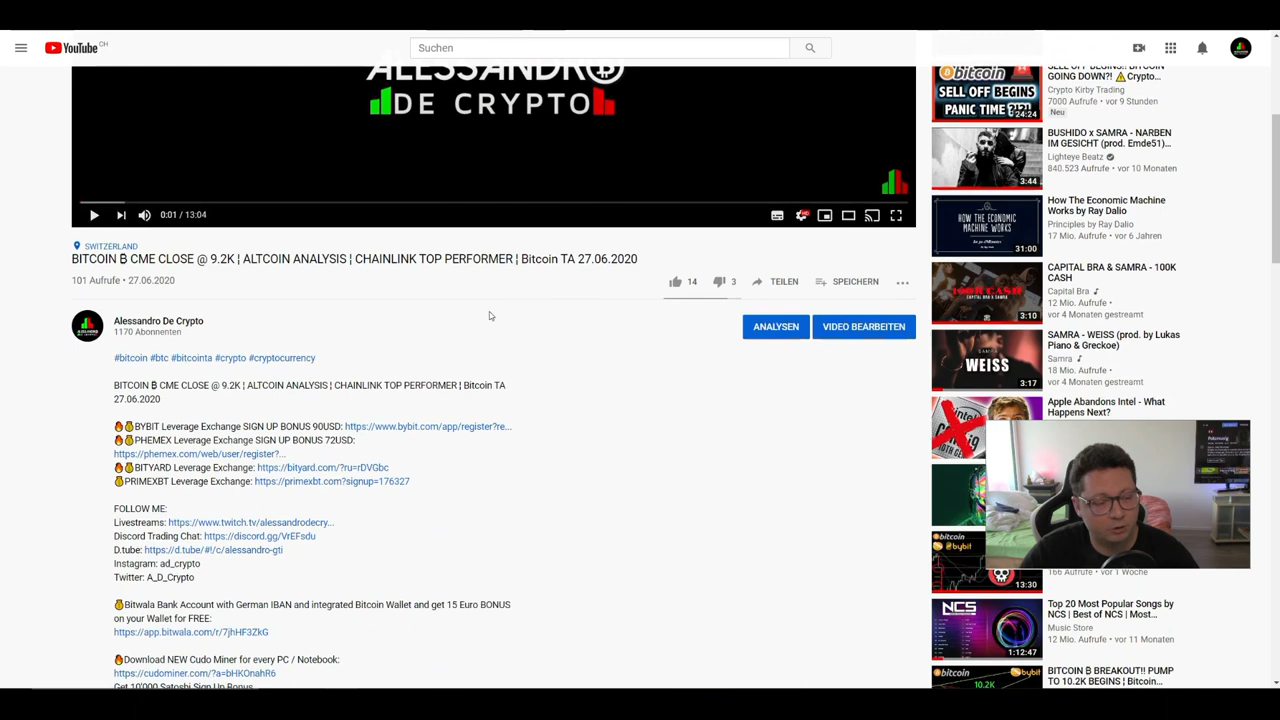 YouTube CH
Suchen
ALESSANDRO
DE CRYPTO
0:01 / 13:04
SWITZERLAND
BITCOIN ₿ CME CLOSE @ 9.2K ¦ ALTCOIN ANALYSIS ¦ CHAINLINK TOP PERFORMER ¦ Bitcoin TA 27.06.2020
101 Aufrufe • 27.06.2020
14
3
TEILEN
SPEICHERN
Alessandro De Crypto
1170 Abonnenten
ANALYSEN
VIDEO BEARBEITEN
#bitcoin #btc #bitcointa #crypto #cryptocurrency
BITCOIN ₿ CME CLOSE @ 9.2K ¦ ALTCOIN ANALYSIS ¦ CHAINLINK TOP PERFORMER ¦ Bitcoin TA
27.06.2020
🔥💰BYBIT Leverage Exchange SIGN UP BONUS 90USD: https://www.bybit.com/app/register?re...
🔥💰PHEMEX Leverage Exchange SIGN UP BONUS 72USD:
https://phemex.com/web/user/register?...
🔥💰BITYARD Leverage Exchange: https://bityard.com/?ru=rDVGbc
💰PRIMEXBT Leverage Exchange: https://primexbt.com?signup=176327
FOLLOW ME:
Livestreams: https://www.twitch.tv/alessandrodecry...
Discord Trading Chat: https://discord.gg/VrEFsdu
D.tube: https://d.tube/#!/c/alessandro-gti
Instagram: ad_crypto
Twitter: A_D_Crypto
💰Bitwala Bank Account with German IBAN and integrated Bitcoin Wallet and get 15 Euro BONUS
on your Wallet for FREE:
https://app.bitwala.com/r/7jhHF3ZkG
🔥Download NEW Cudo Miner for every PC / Notebook:
https://cudominer.com/?a=bHKOnahR6
Get 10'000 Satoshi Sign Up Bonus
bitcoin
SELL OFF BEGINS
PANIC TIME
24:24
SELL OFF BEGINS!! BITCOIN
GOING DOWN?! ⚠Crypto...
Crypto Kirby Trading
7000 Aufrufe • vor 9 Stunden
Neu
3:44
BUSHIDO x SAMRA - NARBEN
IM GESICHT (prod. Emde51)...
Lighteye Beatz
840.523 Aufrufe • vor 10 Monaten
HOW THE ECONOMIC
MACHINE WORKS
31:00
How The Economic Machine
Works by Ray Dalio
Principles by Ray Dalio
17 Mio. Aufrufe • vor 6 Jahren
100K CASH
3:10
CAPITAL BRA & SAMRA - 100K
CASH
Capital Bra
12 Mio. Aufrufe •
vor 4 Monaten gestreamt
WEISS
3:17
SAMRA - WEISS (prod. by Lukas
Piano & Greckoe)
Samra
18 Mio. Aufrufe •
vor 4 Monaten gestreamt
Apple Abandons Intel - What
Happens Next?
bitcoin
bybit
13:30
166 Aufrufe • vor 1 Woche
NCS
1:12:47
Top 20 Most Popular Songs by
NCS | Best of NCS | Most...
Music Store
12 Mio. Aufrufe • vor 11 Monaten
bitcoin
bybit
10.2K
BITCOIN ₿ BREAKOUT!! PUMP
TO 10.2K BEGINS ¦ Bitcoin...